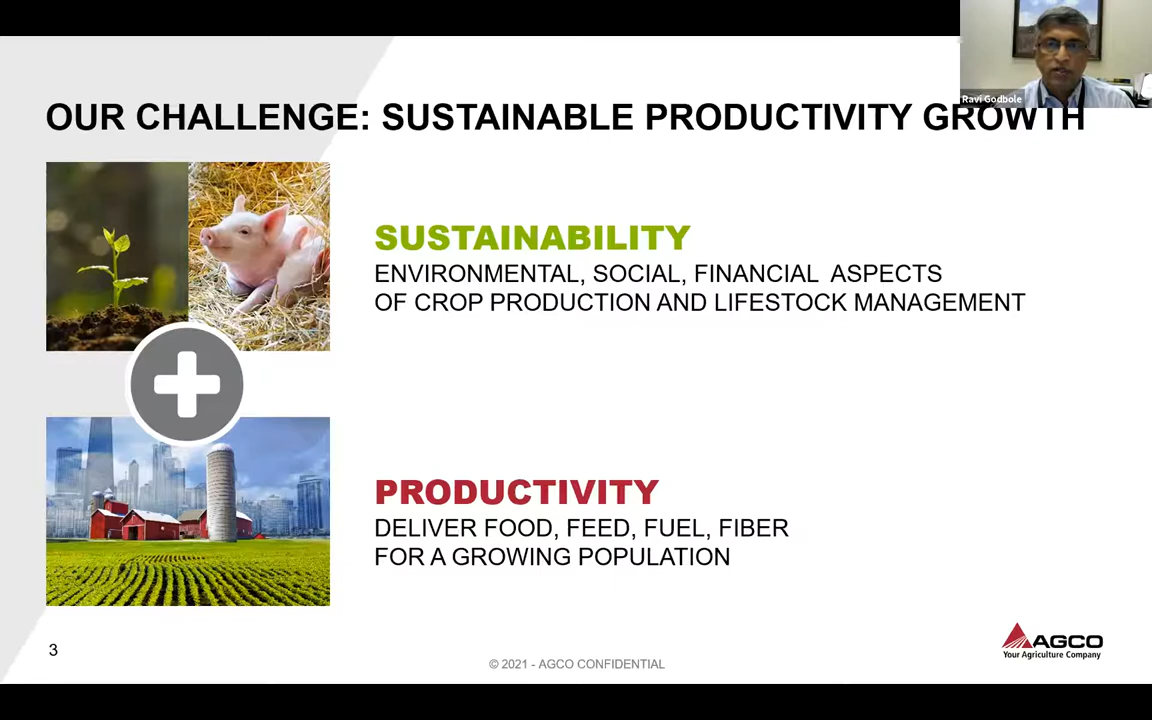 Ravi Godbole
OUR CHALLENGE: SUSTAINABLE PRODUCTIVITY GROWTH
SUSTAINABILITY
ENVIRONMENTAL, SOCIAL, FINANCIAL ASPECTS
OF CROP PRODUCTION AND LIFESTOCK MANAGEMENT
PRODUCTIVITY
DELIVER FOOD, FEED, FUEL, FIBER
FOR A GROWING POPULATION
3
© 2021 - AGCO CONFIDENTIAL
AGCO
Your Agriculture Company